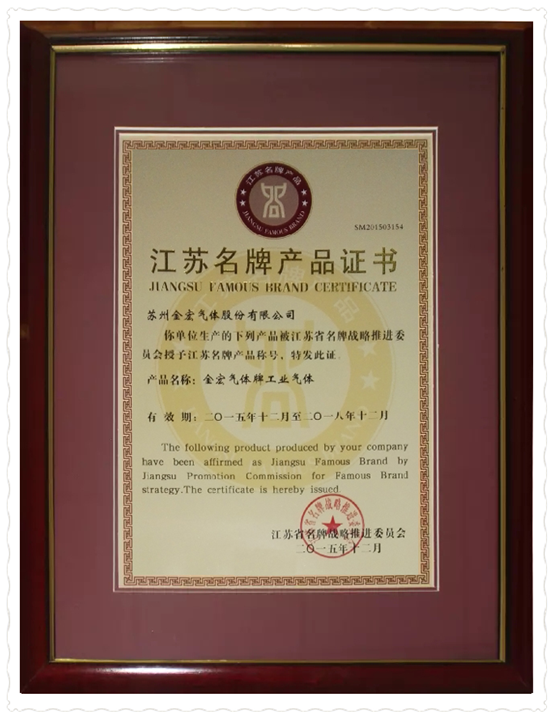 江苏名牌产品
JIANGSU FAMOUS BRAND
SM201503154
江苏名牌产品证书
JIANGSU FAMOUS BRAND CERTIFICATE
苏州金宏气体股份有限公司
你单位生产的下列产品被江苏省名牌战略推进委
员会授予江苏名牌产品称号，特发此证。
产品名称：金宏气体牌工业气体
有 效 期：二〇一五年十二月至二〇一八年十二月
The following product produced by your company
have been affirmed as Jiangsu Famous Brand by
Jiangsu Promotion Commission for Famous Brand
strategy.The certificate is hereby issued.
江苏省名牌战略推进委员会
二〇一五年十二月